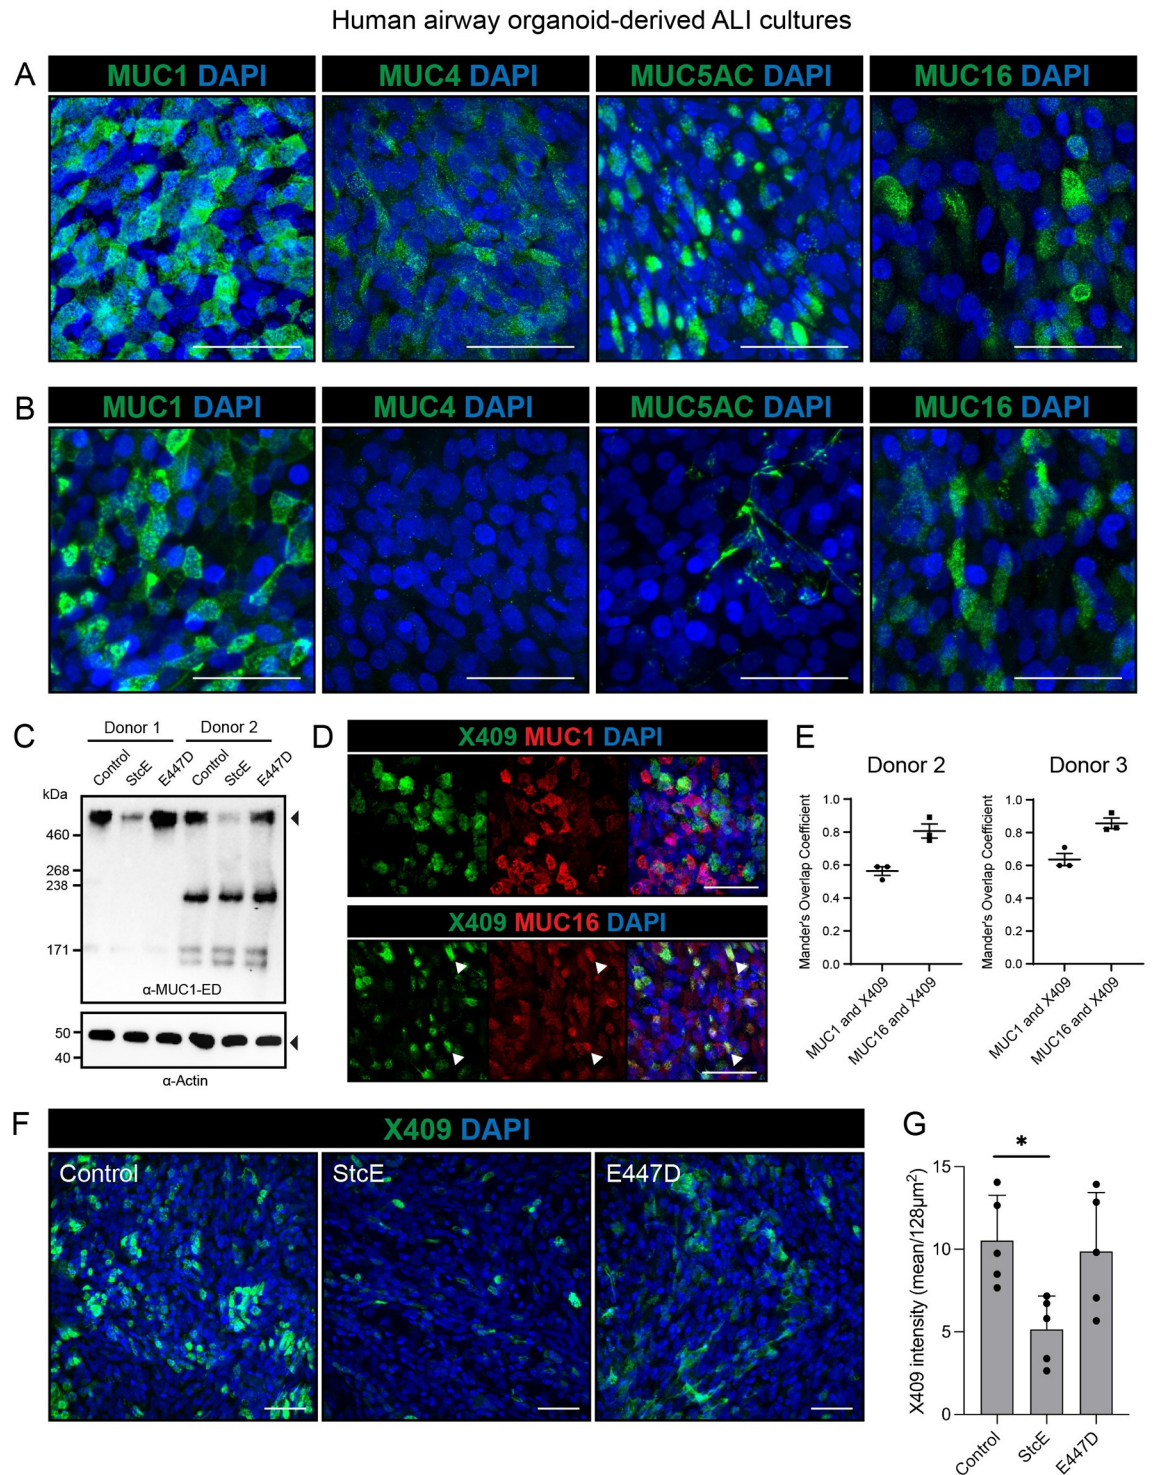 Human airway organoid-derived ALI cultures
A
MUC1 DAPI
MUC4 DAPI
MUC5AC DAPI
MUC16 DAPI
B
MUC1 DAPI
MUC4 DAPI
MUC5AC DAPI
MUC16 DAPI
C
Donor 1
Donor 2
Control
StcE
E447D
Control
StcE
E447D
kDa
460
268
238
171
α-MUC1-ED
50
40
α-Actin
D
X409 MUC1 DAPI
X409 MUC16 DAPI
E
Donor 2
Mander's Overlap Coefficient
1.0
0.8
0.6
0.4
0.2
0.0
MUC1 and X409
MUC16 and X409
Donor 3
Mander's Overlap Coefficient
1.0
0.8
0.6
0.4
0.2
0.0
MUC1 and X409
MUC16 and X409
F
X409 DAPI
Control
StcE
E447D
G
*
X409 intensity (mean/128µm²)
15
10
5
0
Control
StcE
E447D